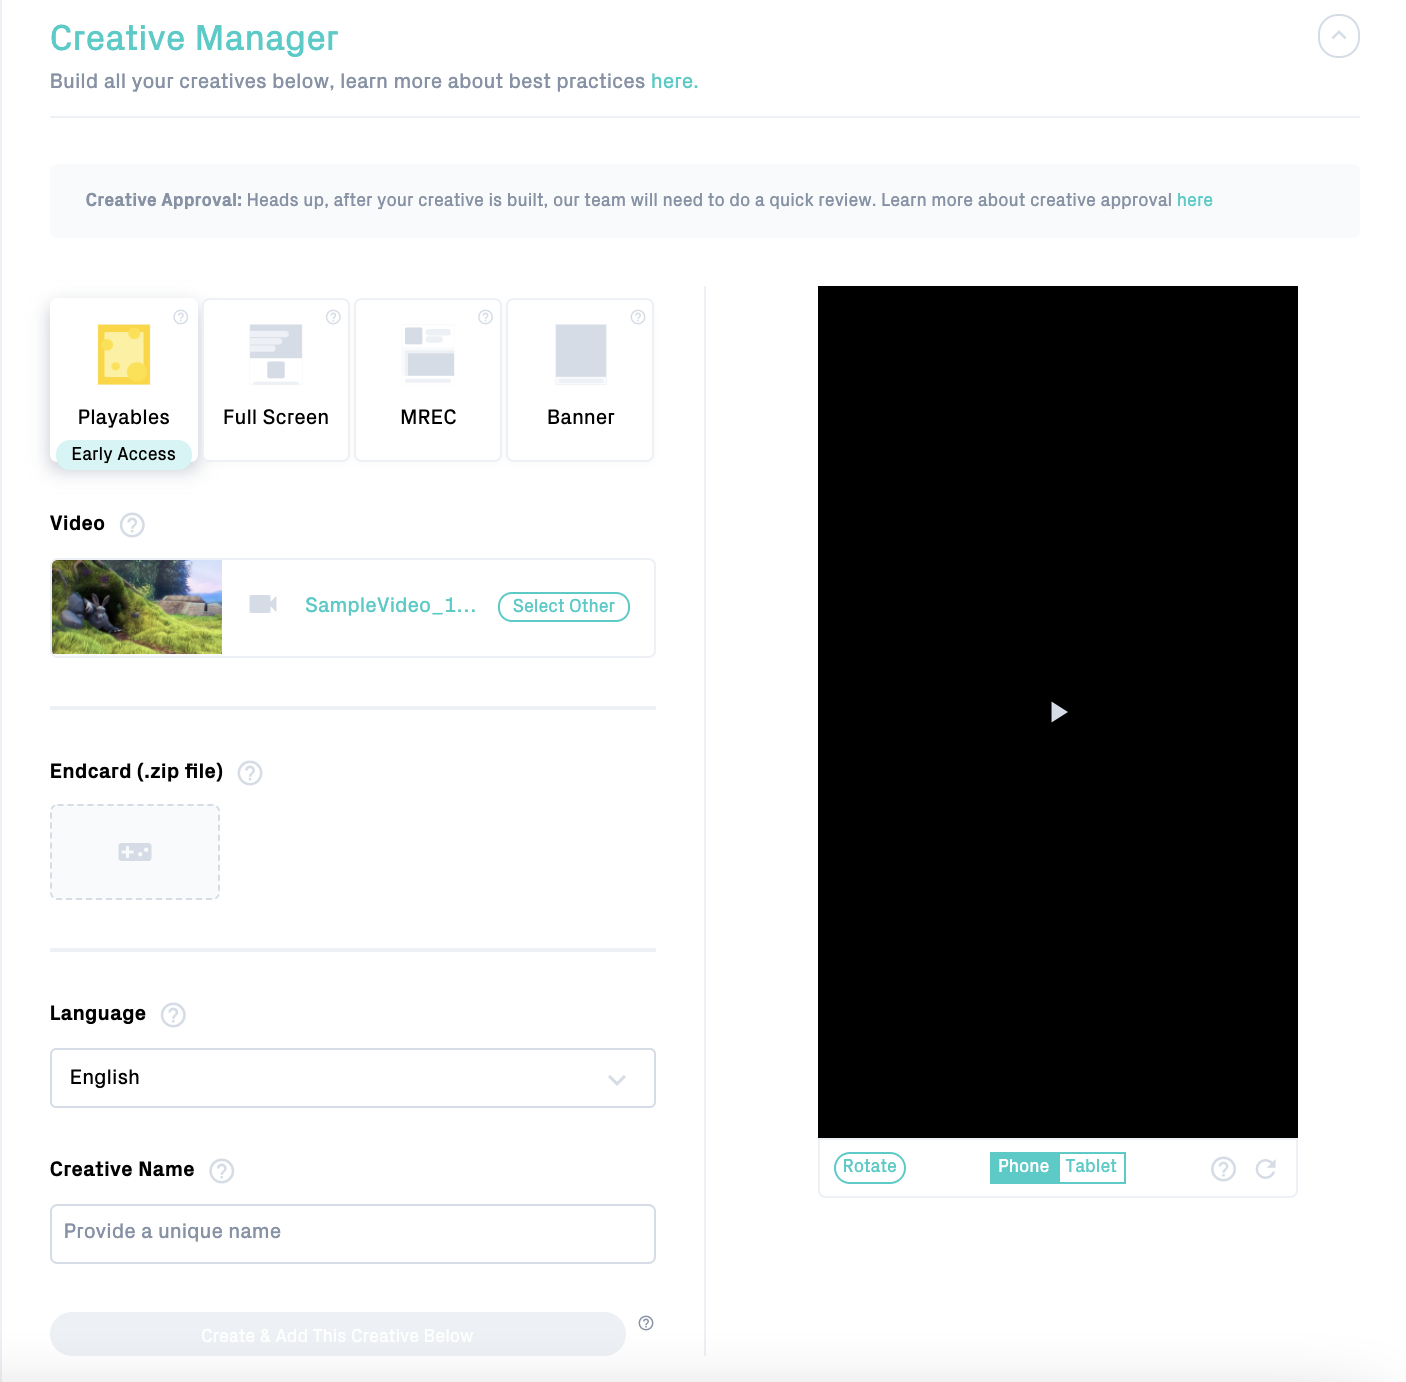 Creative Manager
Build all your creatives below, learn more about best practices here.
Creative Approval: Heads up, after your creative is built, our team will need to do a quick review. Learn more about creative approval here
Playables
Early Access
Full Screen
MREC
Banner
Video
SampleVideo_1...
Select Other
Endcard (.zip file)
Language
English
Creative Name
Provide a unique name
Create & Add This Creative Below
Rotate
Phone
Tablet